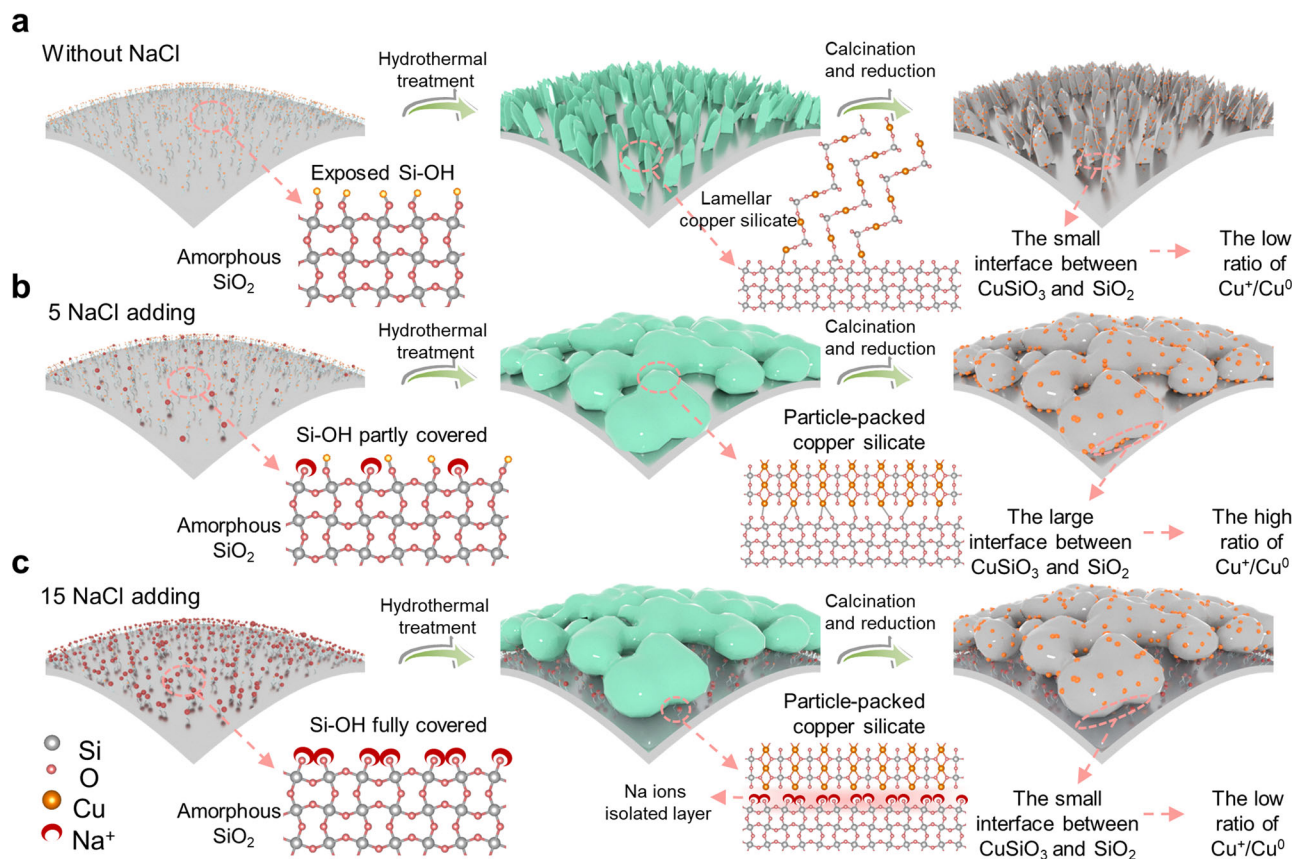 a
Without NaCl
Hydrothermal
treatment
Calcination
and reduction
Exposed Si-OH
Amorphous
SiO₂
Lamellar
copper silicate
The small
interface between
CuSiO₃ and SiO₂
The low
ratio of
Cu⁺/Cu⁰
b
5 NaCl adding
Hydrothermal
treatment
Calcination
and reduction
Si-OH partly covered
Amorphous
SiO₂
Particle-packed
copper silicate
The large
interface between
CuSiO₃ and SiO₂
The high
ratio of
Cu⁺/Cu⁰
c
15 NaCl adding
Hydrothermal
treatment
Calcination
and reduction
Si-OH fully covered
Amorphous
SiO₂
Particle-packed
copper silicate
Na ions
isolated layer
The small
interface between
CuSiO₃ and SiO₂
The low
ratio of
Cu⁺/Cu⁰
Si
O
Cu
Na⁺